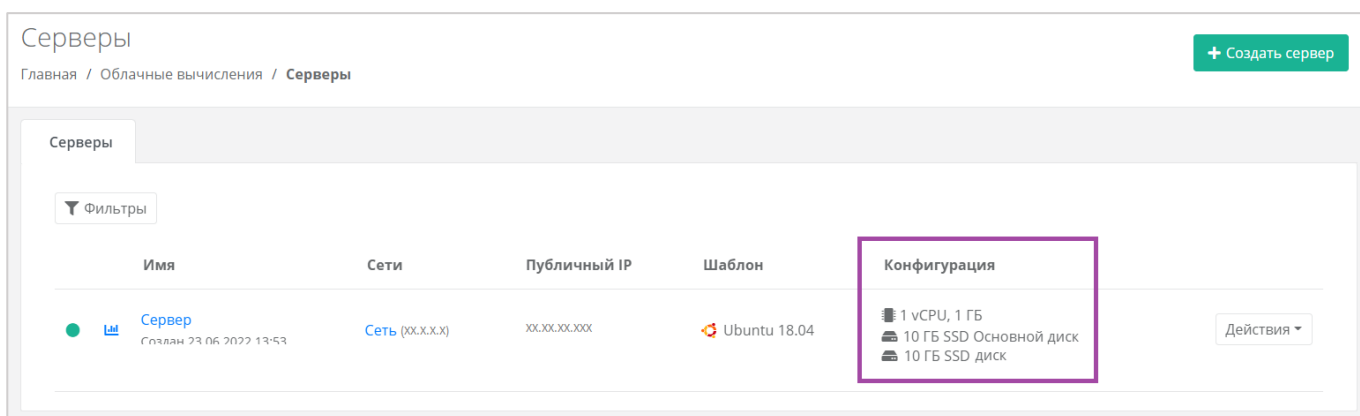 Серверы
+ Создать сервер
Главная / Облачные вычисления / Серверы
Серверы
Фильтры
Имя Сети Публичный IP Шаблон Конфигурация
Сервер
Создан 23.06.2022 13:53
Сеть (XX.X.X.X)
XX.XX.XX.XXX
Ubuntu 18.04
1 vCPU, 1 ГБ
10 ГБ SSD Основной диск
10 ГБ SSD диск
Действия